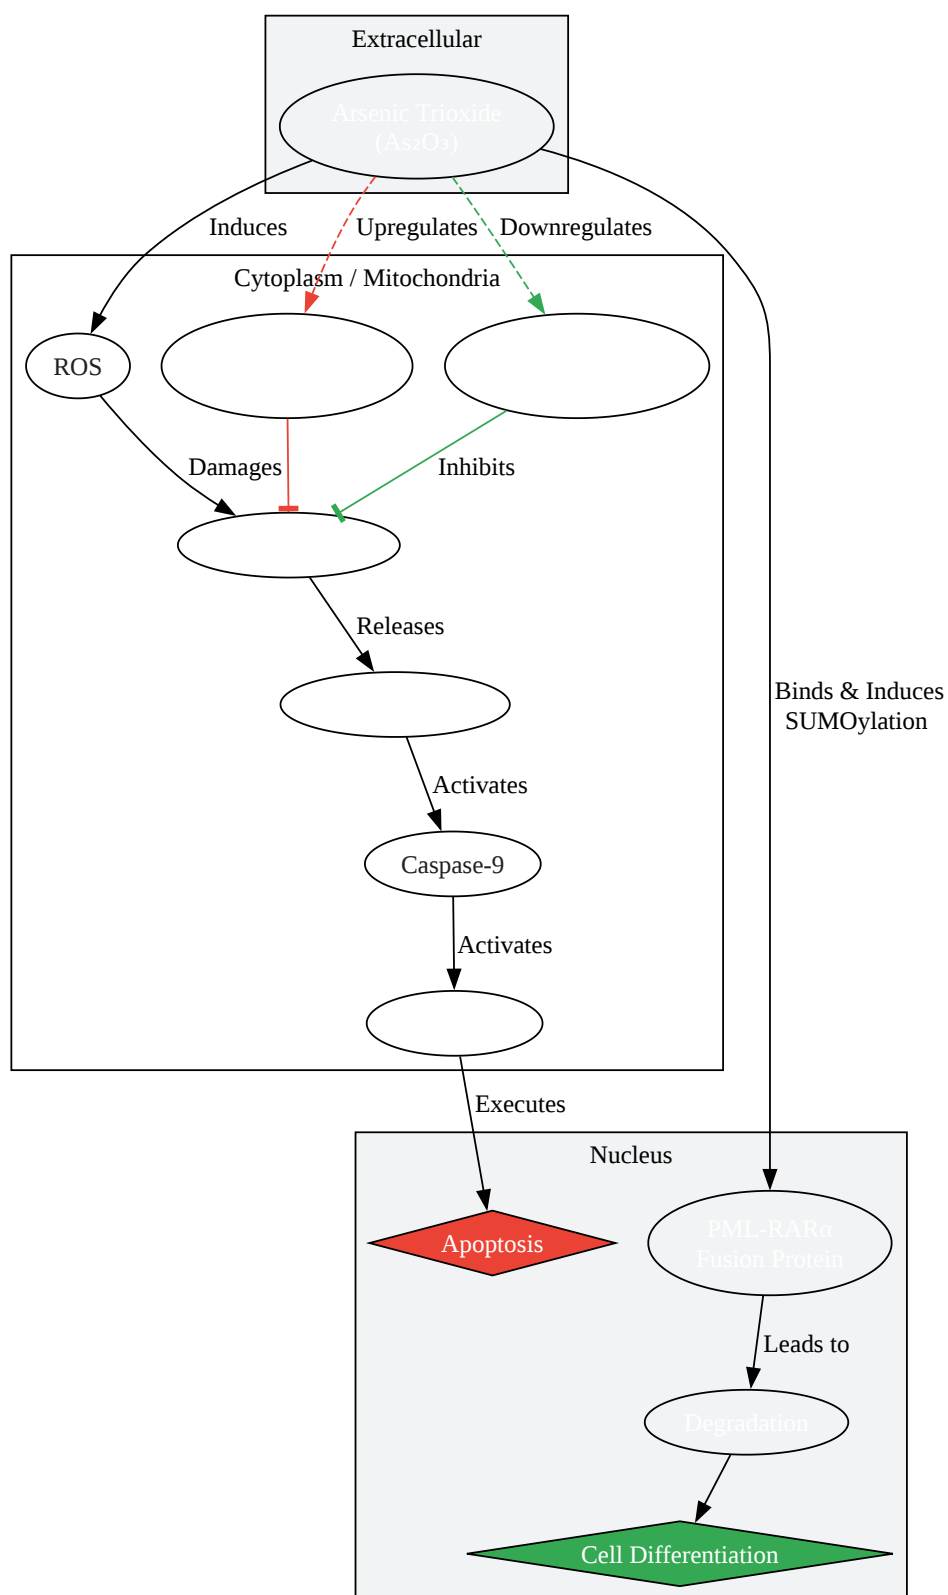 Extracellular
Arsenic Trioxide
(As₂O₃)
Induces
Upregulates
Downregulates
Cytoplasm / Mitochondria
ROS
Damages
Inhibits
Releases
Binds & Induces
SUMOylation
Activates
Caspase-9
Activates
Executes
Nucleus
Apoptosis
PML-RARα
Fusion Protein
Leads to
Degradation
Cell Differentiation